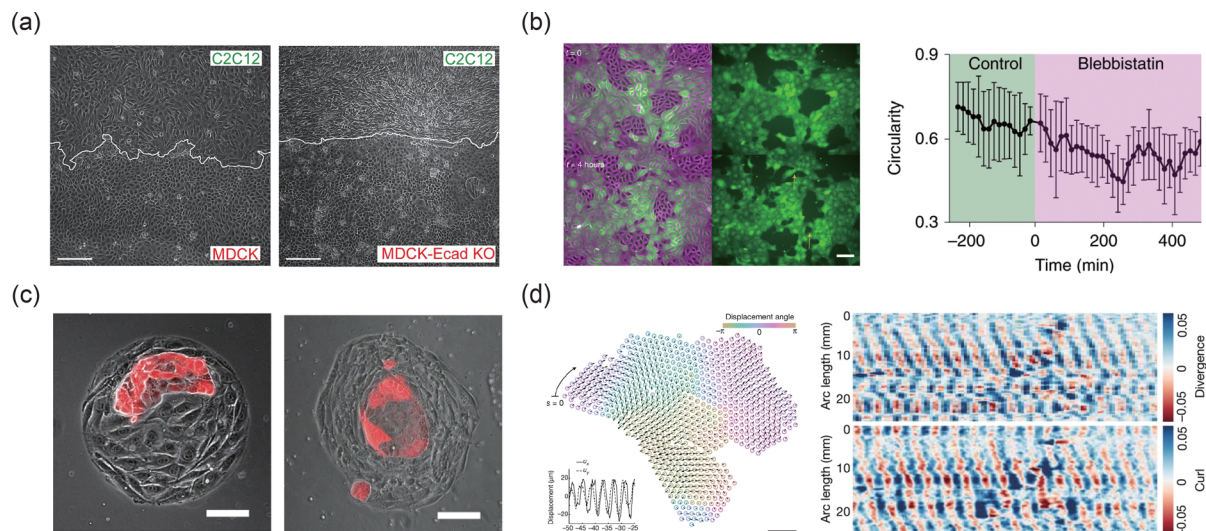 (a)
C2C12
MDCK
C2C12
MDCK-Ecad KO
(b)
t = 0
t = 4 hours
0.9
0.6
0.3
Circularity
Control
Blebbistatin
−200
0
200
400
Time (min)
(c)
(d)
Displacement angle
−π
0
π
s = 0
Displacement (μm)
20
0
−20
−50
−45
−40
−35
−30
−25
Arc length (mm)
0
10
20
0.05
0
−0.05
Divergence
Arc length (mm)
0
10
20
0.05
0
−0.05
Curl